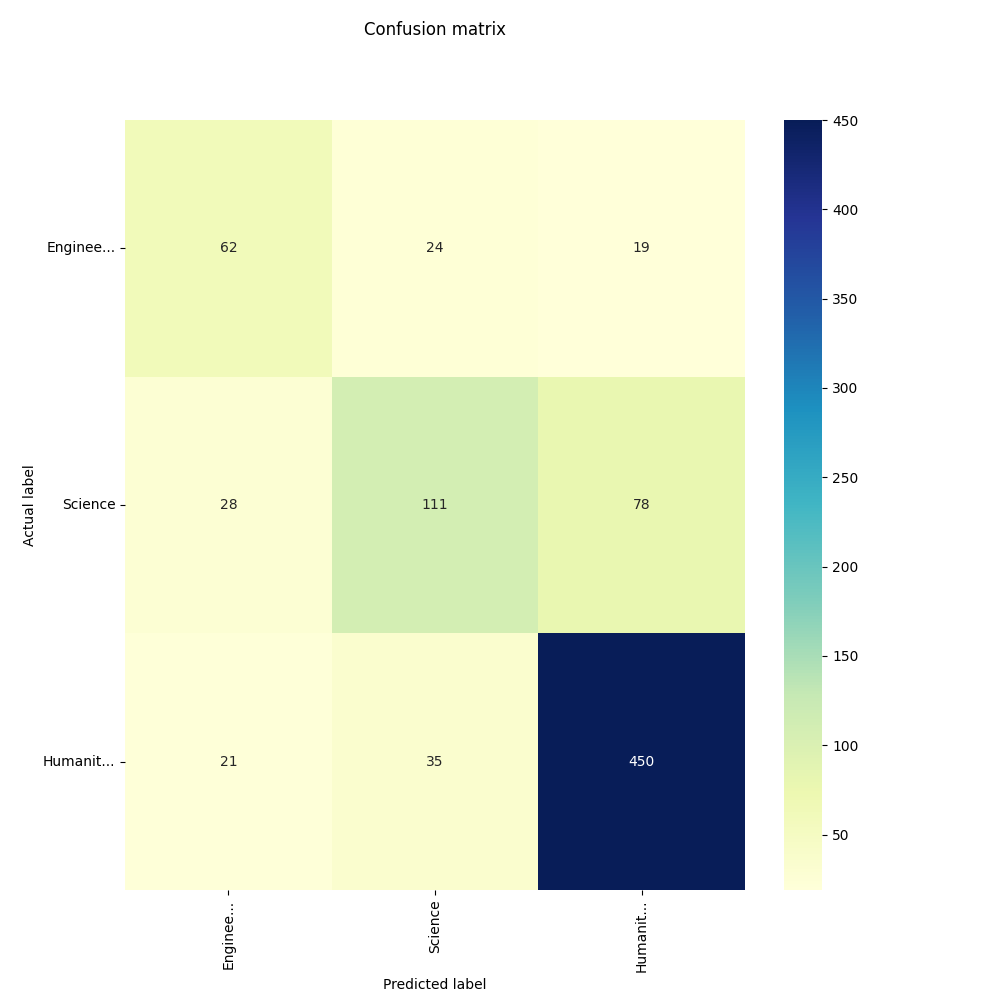 Confusion matrix
Enginee...
62
24
19
Science
28
111
78
Humanit...
21
35
450
Actual label
Enginee...
Science
Humanit...
Predicted label
450
400
350
300
250
200
150
100
50